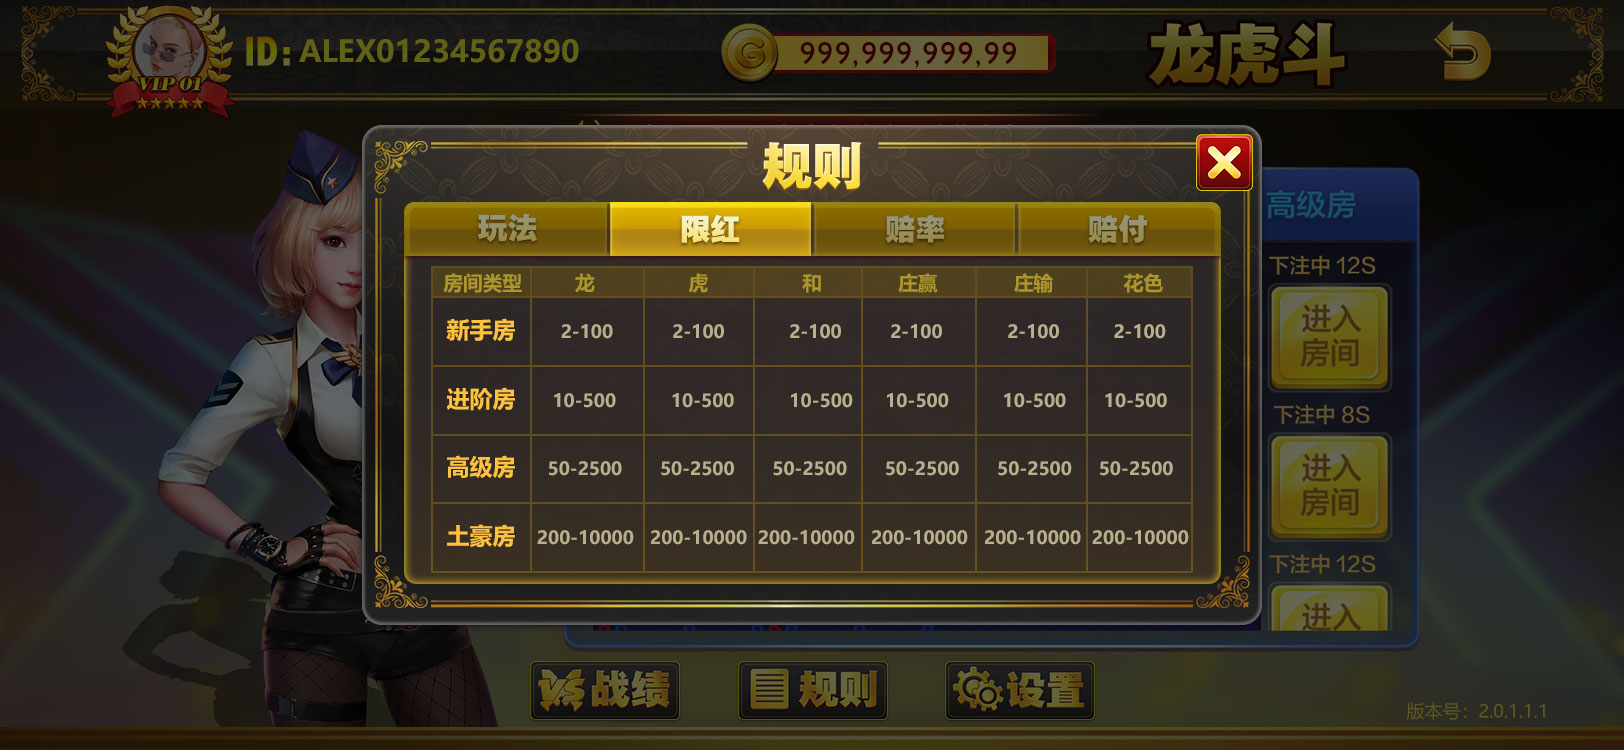 VIP 01
ID: ALEX01234567890
999,999,999,99
龙虎斗
规则
玩法 限红 赔率 赔付
房间类型 龙 虎 和 庄赢 庄输 花色
新手房 2-100 2-100 2-100 2-100 2-100 2-100
进阶房 10-500 10-500 10-500 10-500 10-500 10-500
高级房 50-2500 50-2500 50-2500 50-2500 50-2500 50-2500
土豪房 200-10000 200-10000 200-10000 200-10000 200-10000 200-10000
高级房
下注中 12S
进入
房间
下注中 8S
进入
房间
下注中 12S
进入
VS 战绩
规则
设置
版本号：2.0.1.1.1